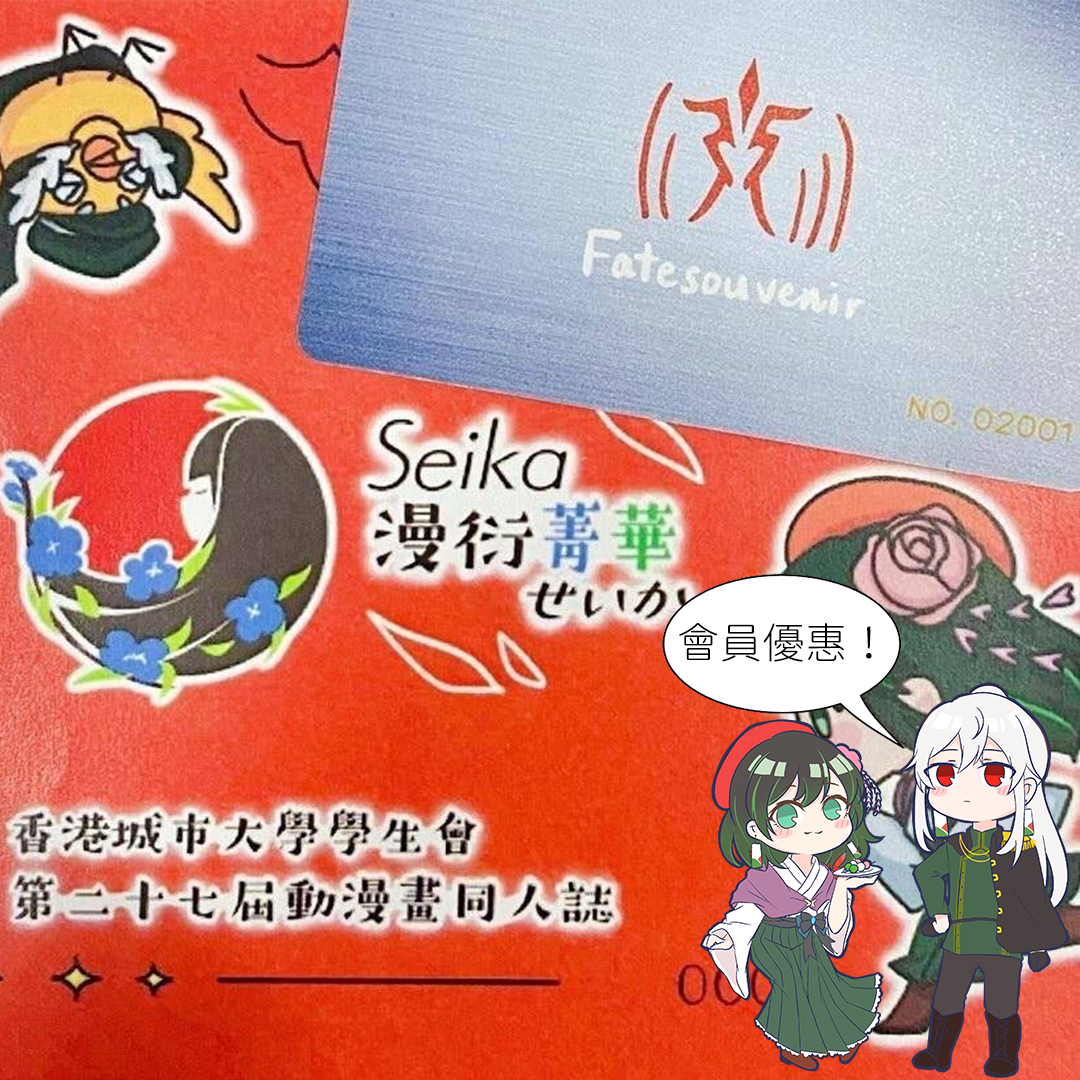 Fatesouvenir
NO. 02001
Seika
漫衍菁華
せいか
會員優惠！
香港城市大學學生會
第二十七屆動漫畫同人誌